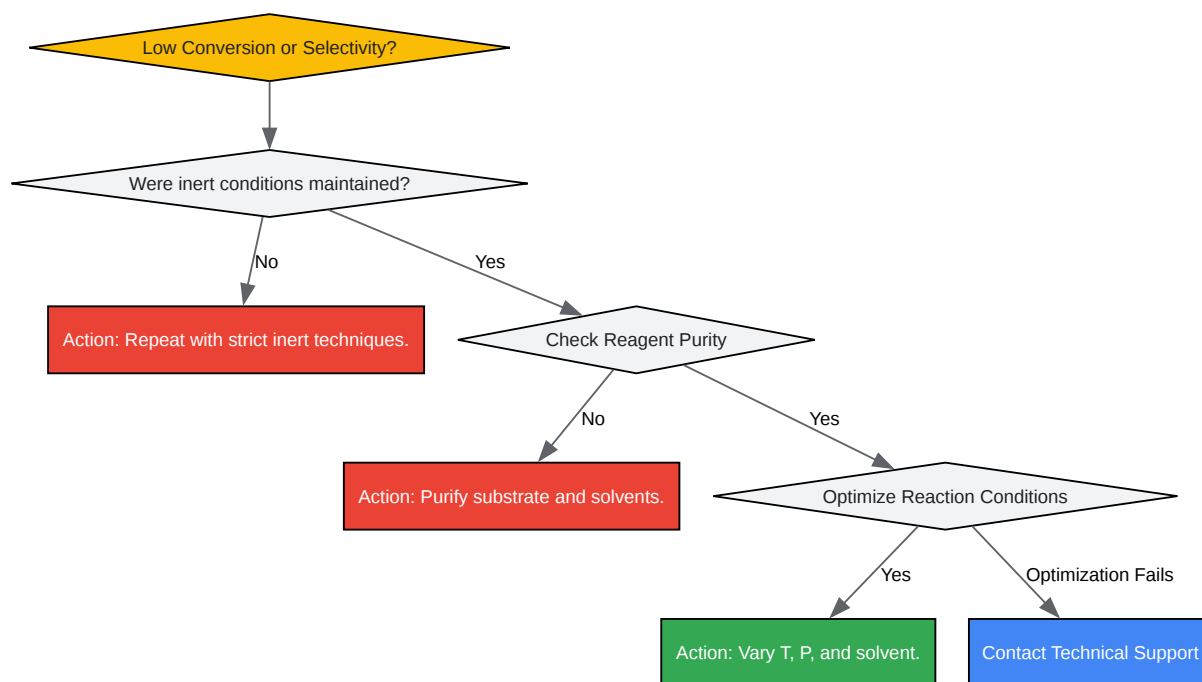 Low Conversion or Selectivity?
Were inert conditions maintained?
No
Yes
Action: Repeat with strict inert techniques.
Check Reagent Purity
No
Yes
Action: Purify substrate and solvents.
Optimize Reaction Conditions
Yes
Optimization Fails
Action: Vary T, P, and solvent.
Contact Technical Support